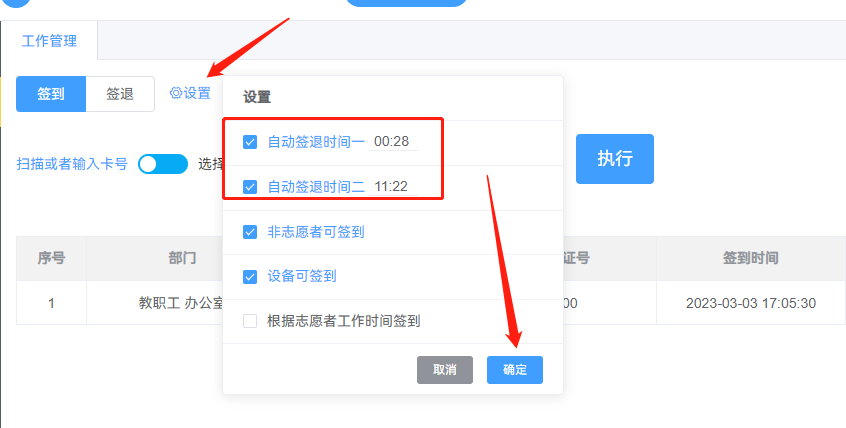 工作管理
签到
签退
设置
设置
自动签退时间一 00:28
扫描或者输入卡号
选择
执行
自动签退时间二 11:22
非志愿者可签到
序号
部门
证号
签到时间
设备可签到
1
教职工 办公室
00
2023-03-03 17:05:30
根据志愿者工作时间签到
取消
确定